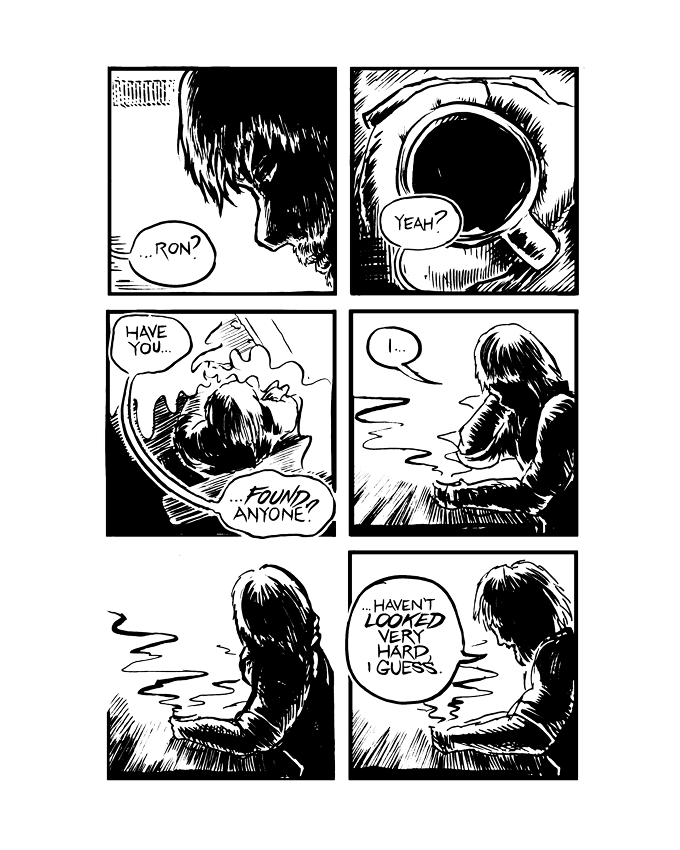 ...RON?
YEAH?
HAVE
YOU...
...FOUND
ANYONE?
I...
...HAVEN'T
LOOKED
VERY
HARD,
I GUESS.